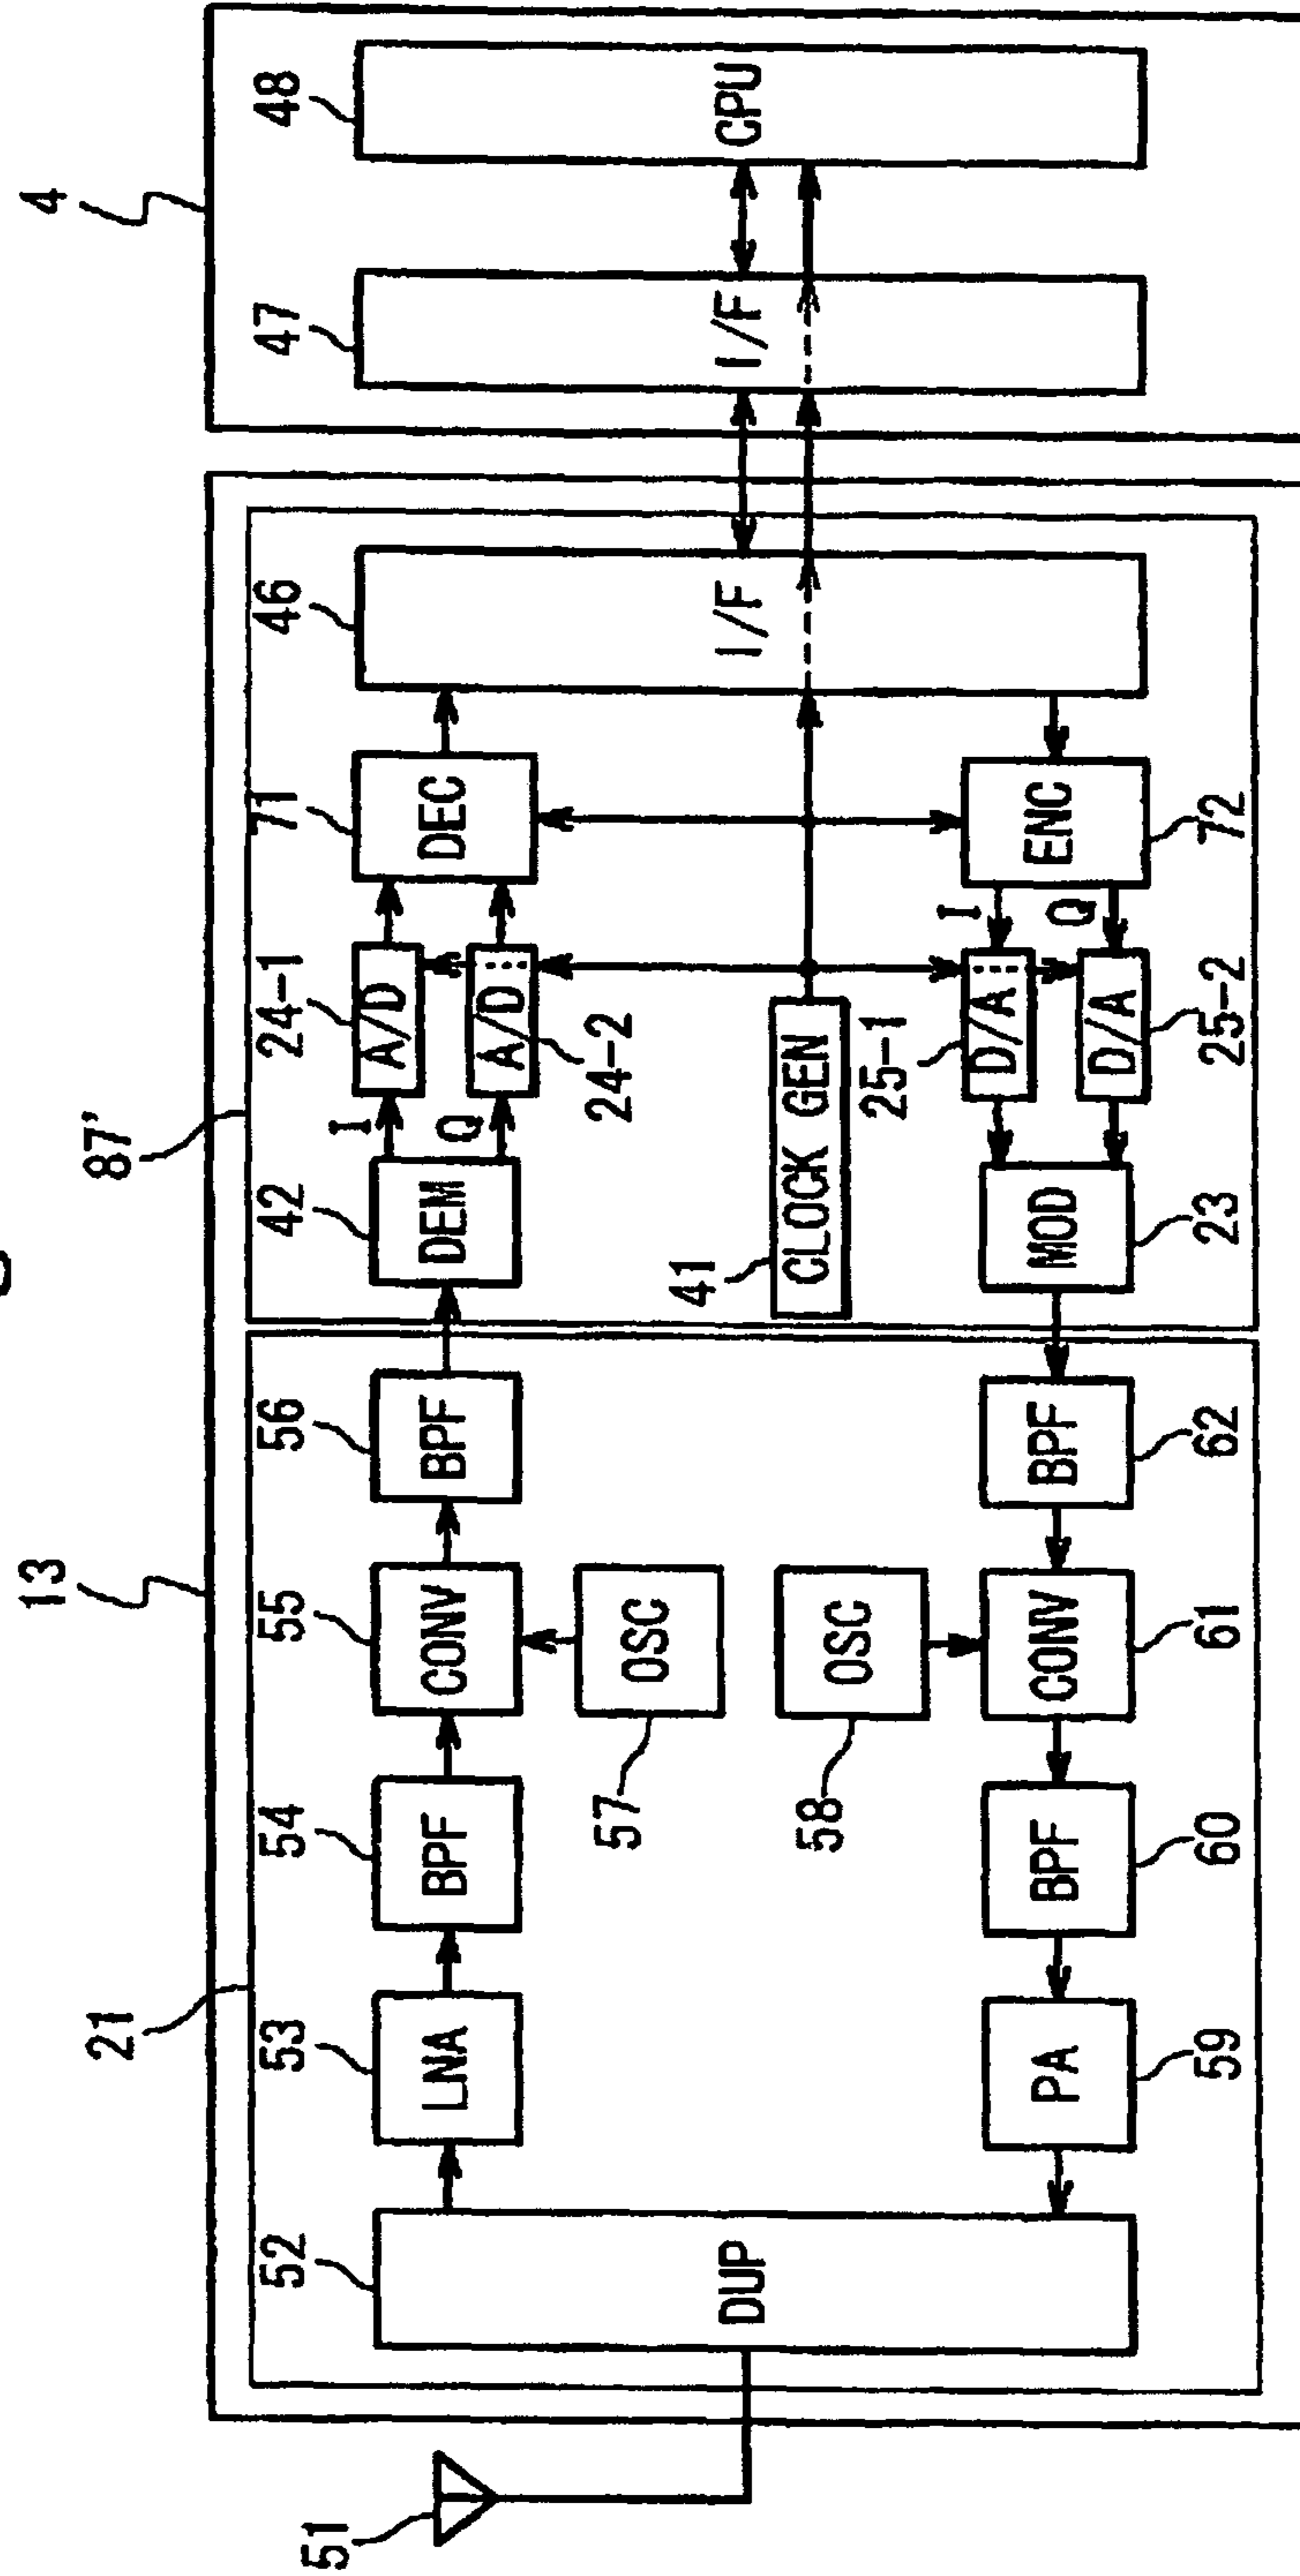 13
4
21
87'
51
52
53
54
55
56
42
24-1
71
46
47
48
DUP
LNA
BPF
CONV
BPF
DEM
I
Q
A/D
A/D
24-2
DEC
I/F
I/F
CPU
57
OSC
58
OSC
41
CLOCK GEN
25-1
PA
BPF
CONV
BPF
MOD
D/A
D/A
I
Q
ENC
59
60
61
62
23
25-2
72